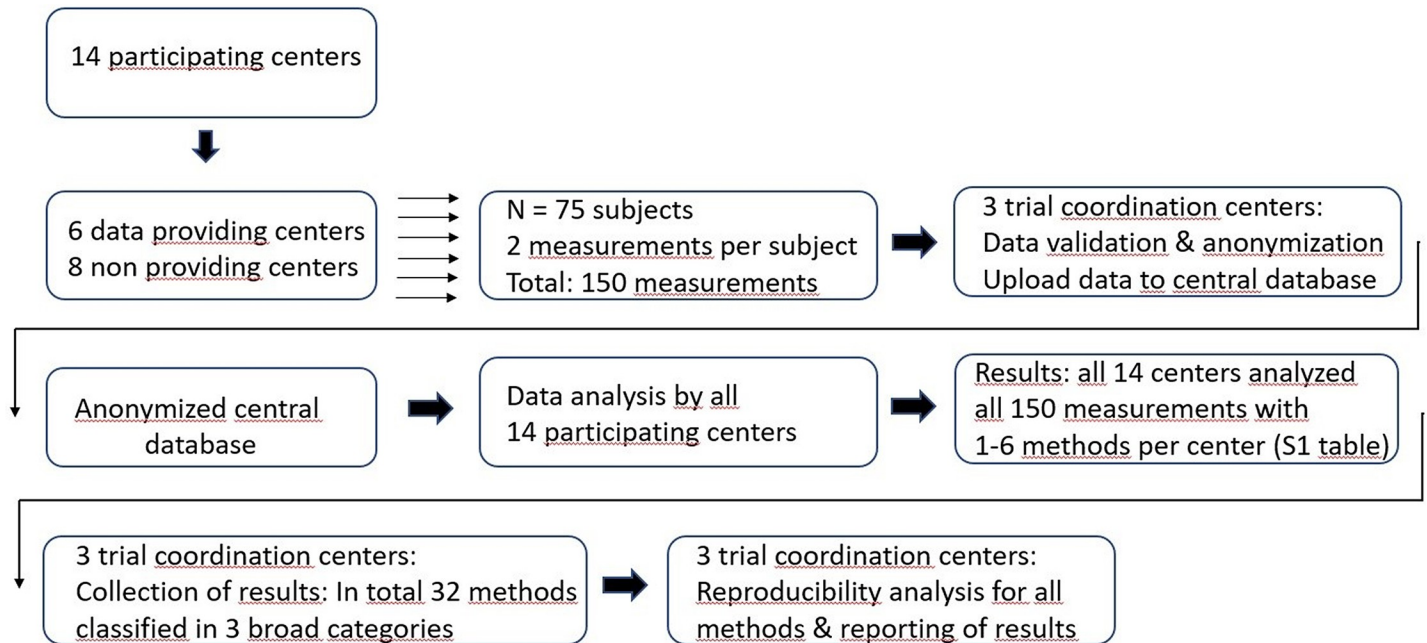 14 participating centers
6 data providing centers
8 non providing centers
N = 75 subjects
2 measurements per subject
Total: 150 measurements
3 trial coordination centers:
Data validation & anonymization
Upload data to central database
Anonymized central
database
Data analysis by all
14 participating centers
Results: all 14 centers analyzed
all 150 measurements with
1-6 methods per center (S1 table)
3 trial coordination centers:
Collection of results: In total 32 methods
classified in 3 broad categories
3 trial coordination centers:
Reproducibility analysis for all
methods & reporting of results